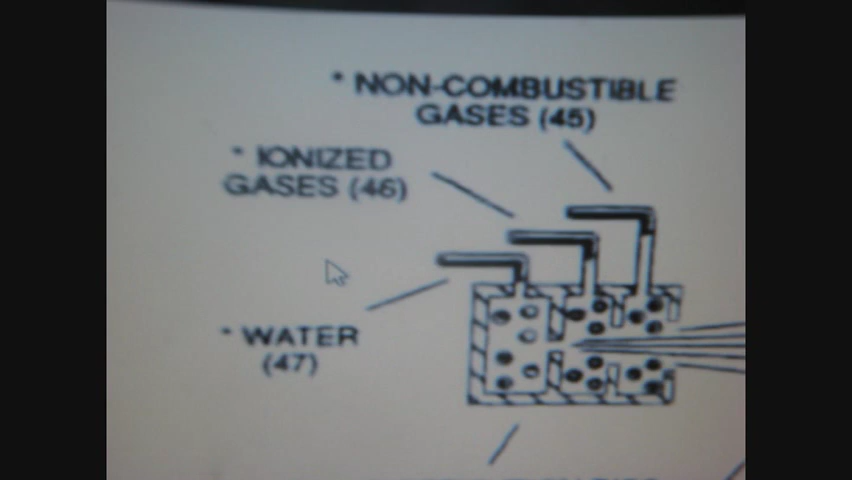 * NON-COMBUSTIBLE
GASES (45)
* IONIZED
GASES (46)
* WATER
(47)